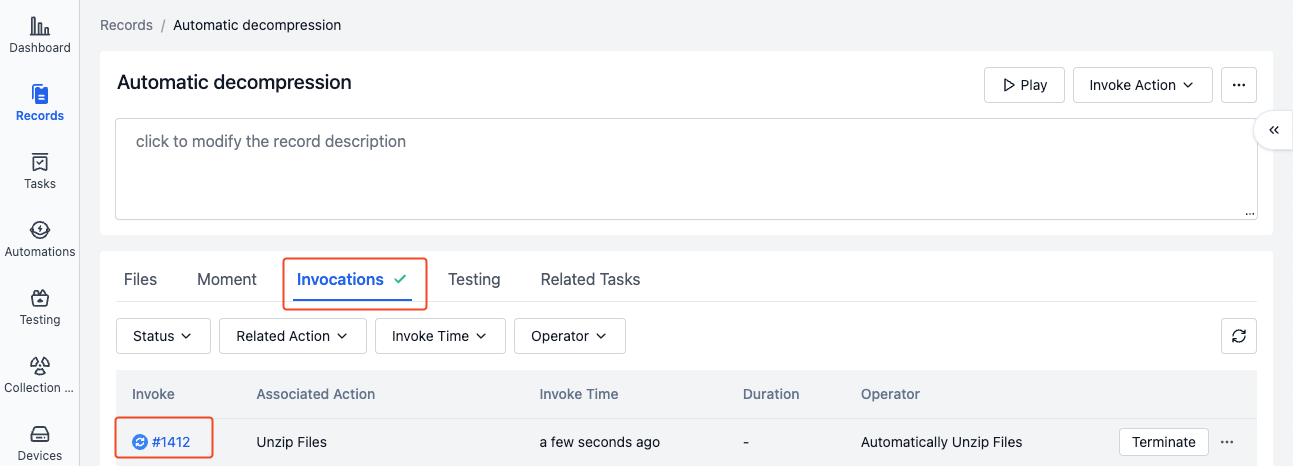 Dashboard
Records
Tasks
Automations
Testing
Collection ...
Devices
Records / Automatic decompression
Automatic decompression
Play
Invoke Action
click to modify the record description
Files
Moment
Invocations
Testing
Related Tasks
Status
Related Action
Invoke Time
Operator
Invoke
Associated Action
Invoke Time
Duration
Operator
#1412
Unzip Files
a few seconds ago
-
Automatically Unzip Files
Terminate